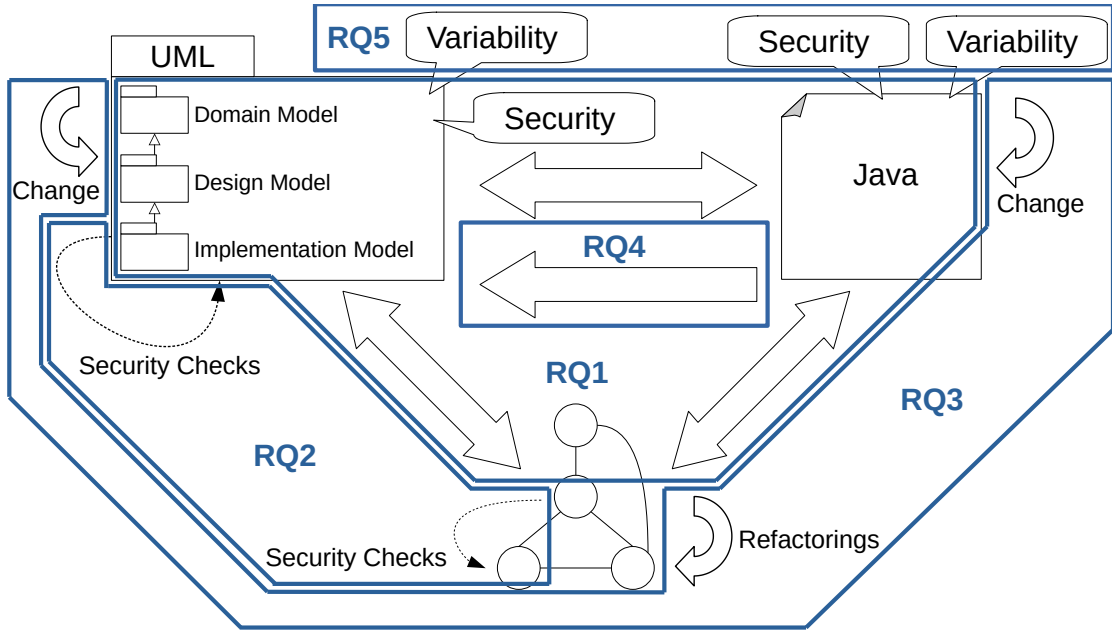 RQ5
Variability
Security
Variability
UML
Domain Model
Security
Java
Change
Design Model
Change
Implementation Model
RQ4
Security Checks
RQ1
RQ3
RQ2
Security Checks
Refactorings